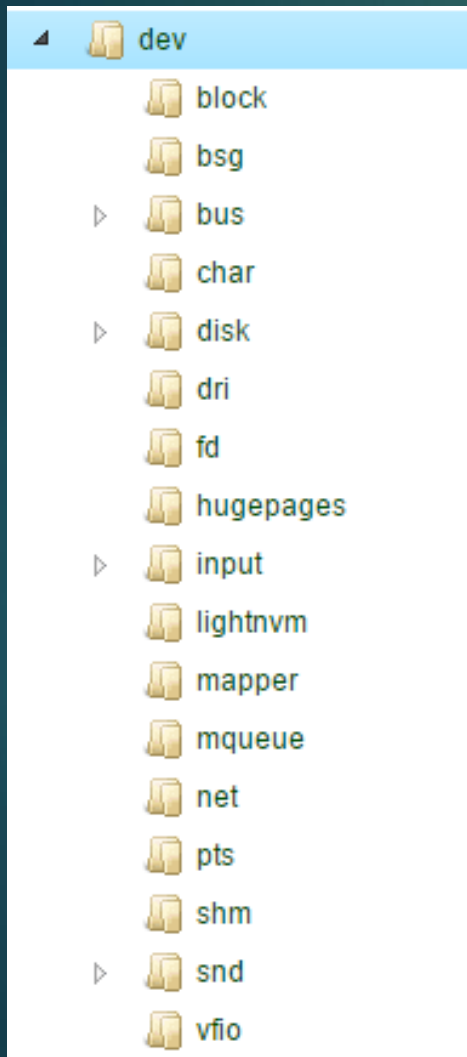 dev
block
bsg
bus
char
disk
dri
fd
hugepages
input
lightnvm
mapper
mqueue
net
pts
shm
snd
vfio